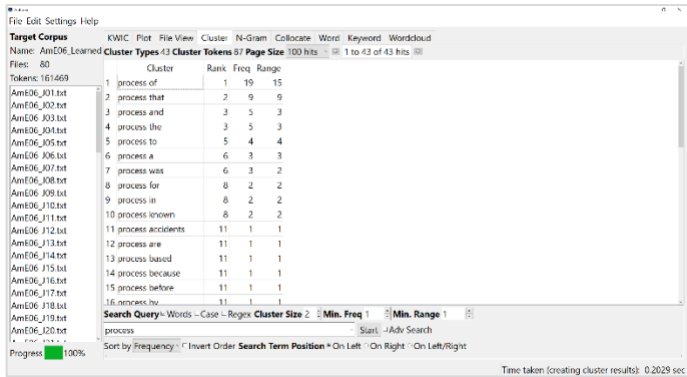 File Edit Settings Help
Target Corpus
Name: AmE06_Learned
Files: 80
Tokens: 161469
AmE06_J01.txt
AmE06_J02.txt
AmE06_J03.txt
AmE06_J04.txt
AmE06_J05.txt
AmE06_J06.txt
AmE06_J07.txt
AmE06_J08.txt
AmE06_J09.txt
AmE06_J10.txt
AmE06_J11.txt
AmE06_J12.txt
AmE06_J13.txt
AmE06_J14.txt
AmE06_J15.txt
AmE06_J16.txt
AmE06_J17.txt
AmE06_J18.txt
AmE06_J19.txt
AmE06_J20.txt
Progress 100%
KWIC Plot File View Cluster N-Gram Collocate Word Keyword Wordcloud
Cluster Types 43 Cluster Tokens 87 Page Size 100 hits 1 to 43 of 43 hits
Cluster Rank Freq Range
1 process of 1 19 15
2 process that 2 9 9
3 process and 3 5 3
4 process the 3 5 3
5 process to 5 4 4
6 process a 6 3 3
7 process was 6 3 2
8 process for 8 2 2
9 process in 8 2 2
10 process known 8 2 2
11 process accidents 11 1 1
12 process are 11 1 1
13 process based 11 1 1
14 process because 11 1 1
15 process before 11 1 1
16 process by 11 1 1
Search Query Words Case Regex Cluster Size 2 Min. Freq 1 Min. Range 1
process Start Adv Search
Sort by Frequency Invert Order Search Term Position On Left On Right On Left/Right
Time taken (creating cluster results): 0.2029 sec